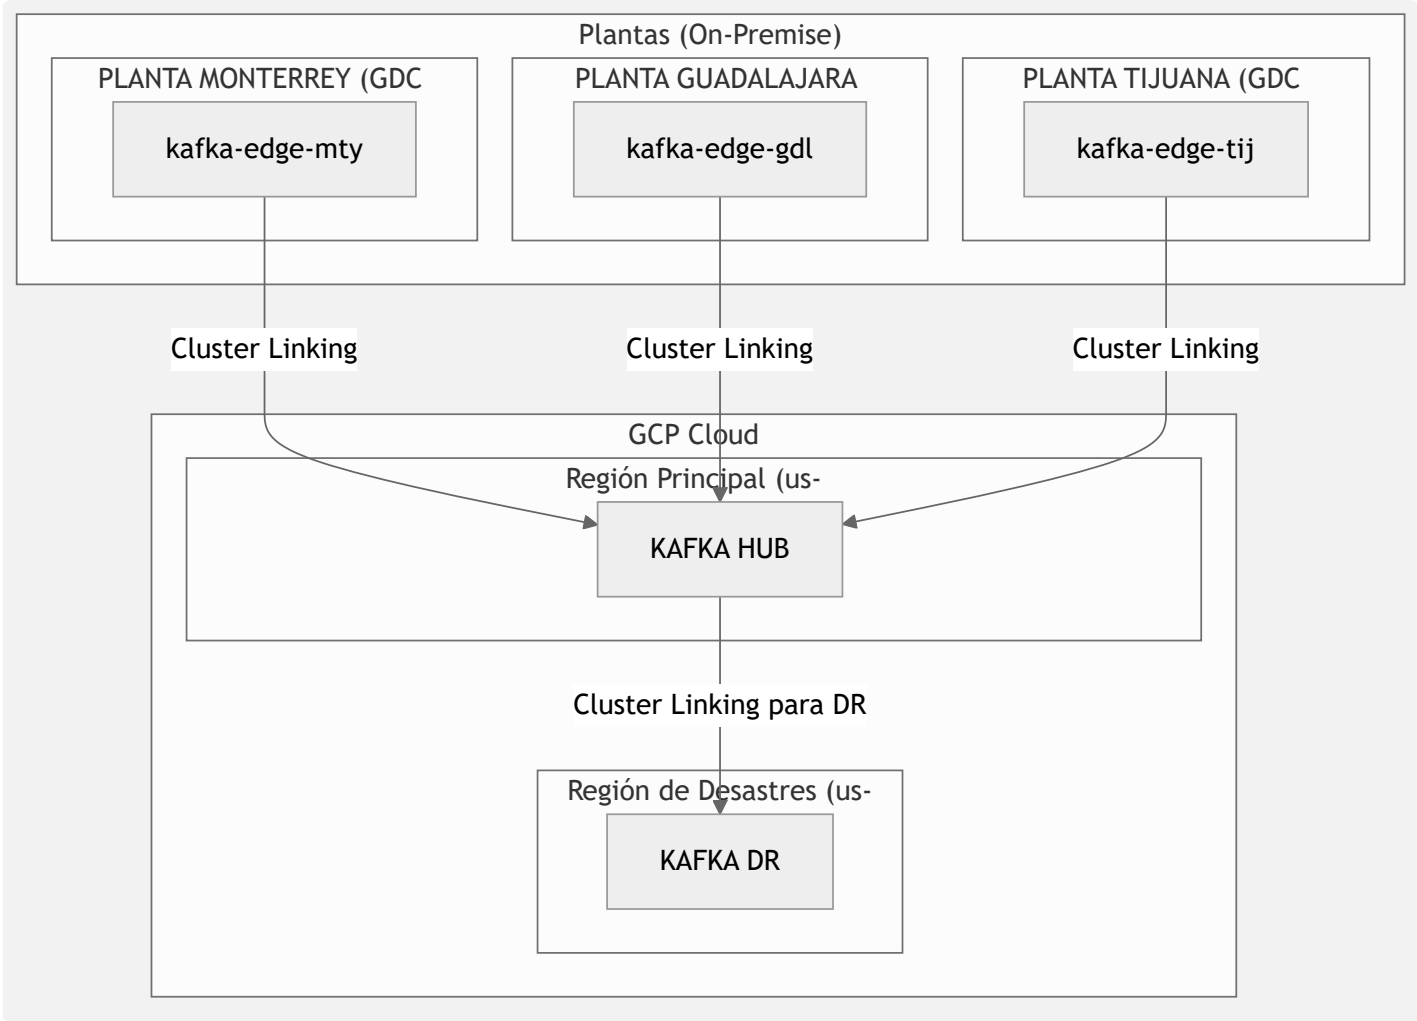 Plantas (On-Premise)
PLANTA MONTERREY (GDC
PLANTA GUADALAJARA
PLANTA TIJUANA (GDC
kafka-edge-mty
kafka-edge-gdl
kafka-edge-tij
Cluster Linking
Cluster Linking
Cluster Linking
GCP Cloud
Región Principal (us-
KAFKA HUB
Cluster Linking para DR
Región de Desastres (us-
KAFKA DR